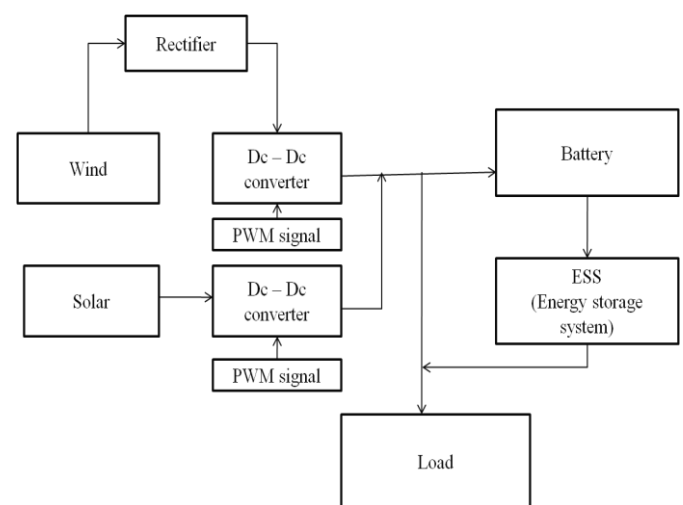 Rectifier
Wind
Dc – Dc
converter
Battery
PWM signal
Solar
Dc – Dc
converter
ESS
(Energy storage
system)
PWM signal
Load